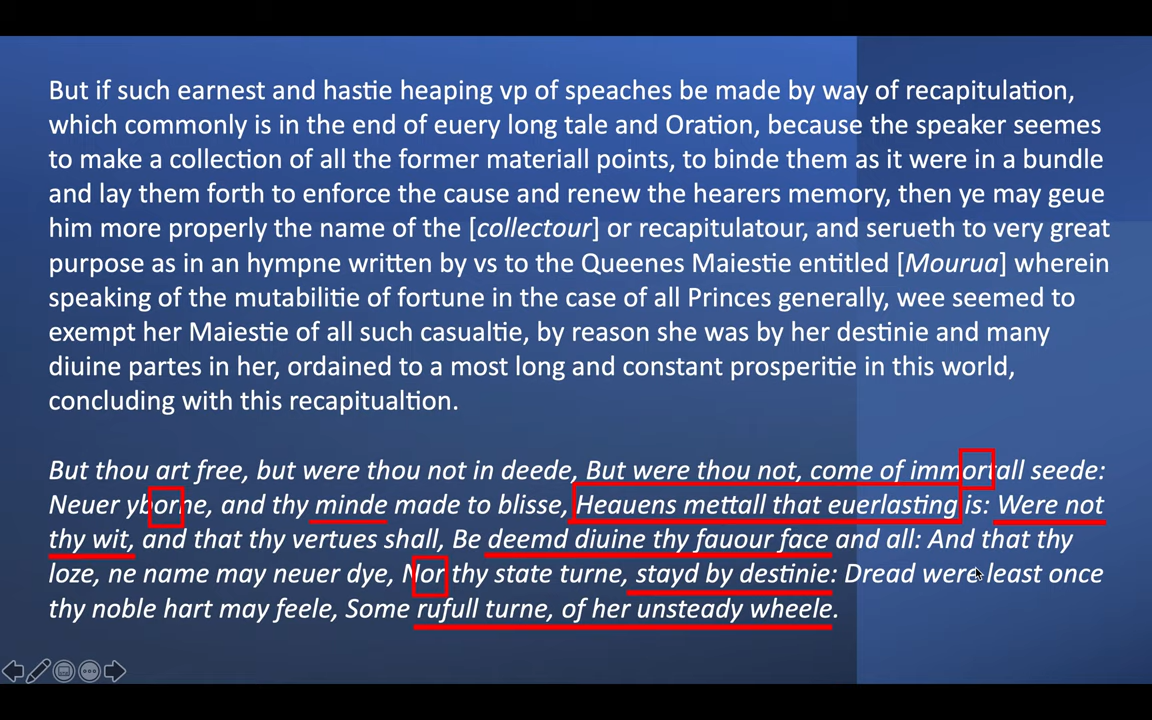 But if such earnest and hastie heaping vp of speaches be made by way of recapitulation,
which commonly is in the end of euery long tale and Oration, because the speaker seemes
to make a collection of all the former materiall points, to binde them as it were in a bundle
and lay them forth to enforce the cause and renew the hearers memory, then ye may geue
him more properly the name of the [collectour] or recapitulatour, and serueth to very great
purpose as in an hympne written by vs to the Queenes Maiestie entitled [Mourua] wherein
speaking of the mutabilitie of fortune in the case of all Princes generally, wee seemed to
exempt her Maiestie of all such casualtie, by reason she was by her destinie and many
diuine partes in her, ordained to a most long and constant prosperitie in this world,
concluding with this recapitualtion.
But thou art free, but were thou not in deede, But were thou not, come of immortall seede:
Neuer yborne, and thy minde made to blisse, Heauens mettall that euerlasting is: Were not
thy wit, and that thy vertues shall, Be deemd diuine thy fauour face and all: And that thy
loze, ne name may neuer dye, Nor thy state turne, stayd by destinie: Dread were least once
thy noble hart may feele, Some rufull turne, of her unsteady wheele.